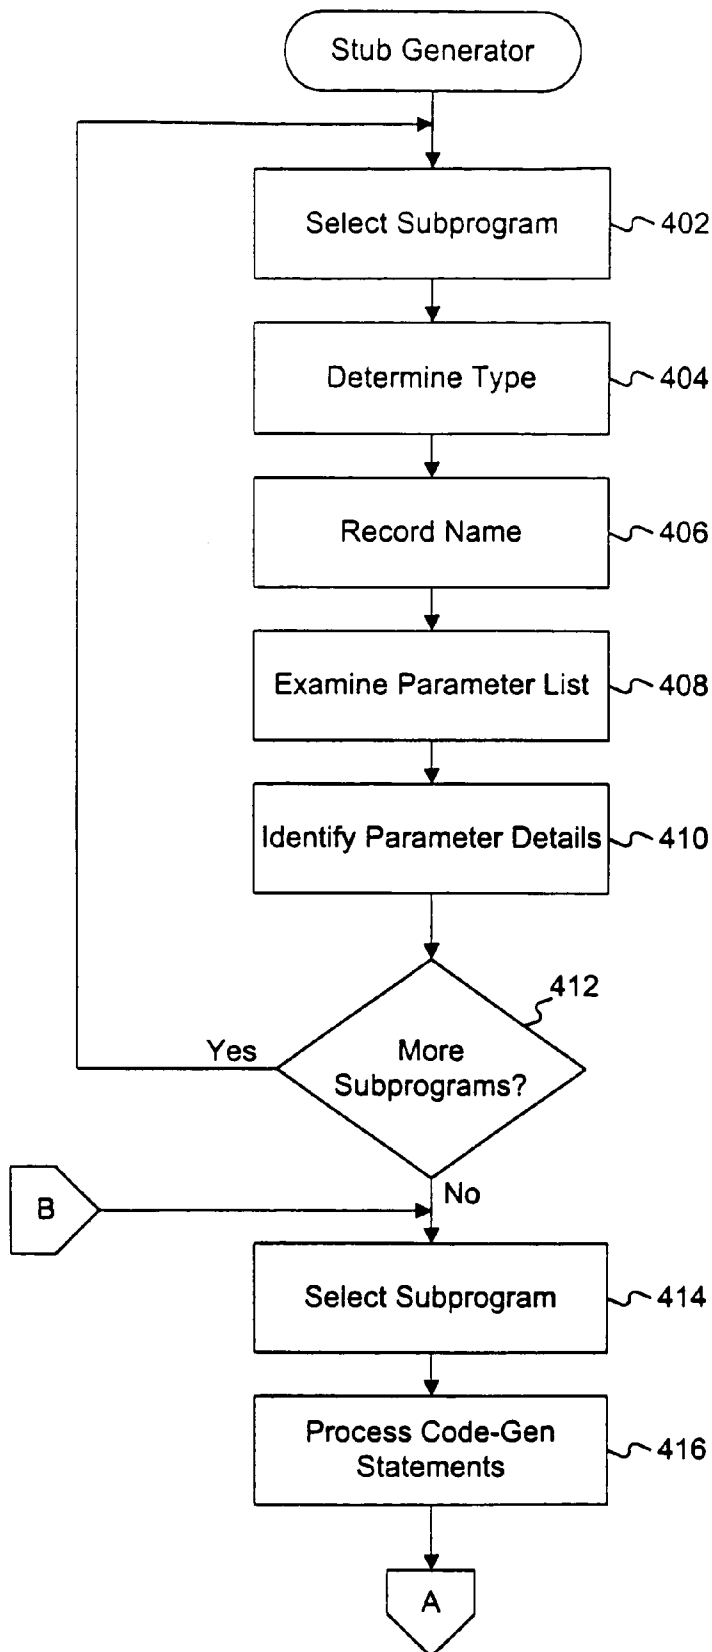 Stub Generator
Select Subprogram
402
Determine Type
404
Record Name
406
Examine Parameter List
408
Identify Parameter Details
410
412
More
Subprograms?
Yes
No
B
Select Subprogram
414
Process Code-Gen
Statements
416
A